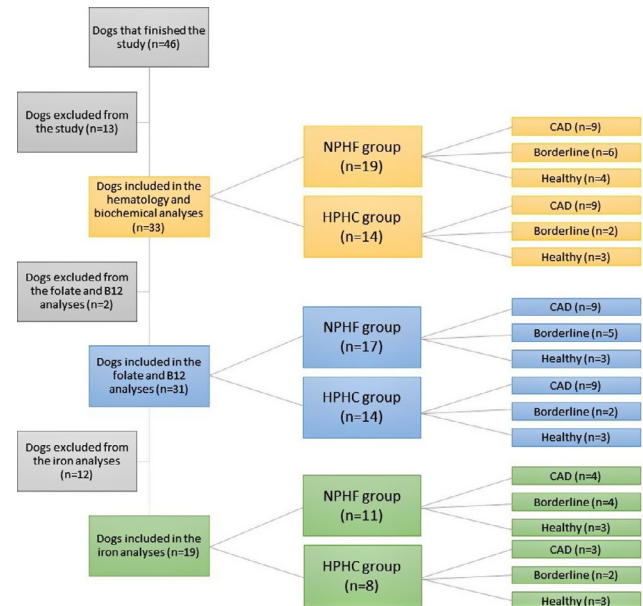 Dogs that finished the
study (n=46)
Dogs excluded from
the study (n=13)
Dogs included in the
hematology and
biochemical analyses
(n=33)
NPHF group
(n=19)
CAD (n=9)
Borderline (n=6)
Healthy (n=4)
HPHC group
(n=14)
CAD (n=9)
Borderline (n=2)
Healthy (n=3)
Dogs excluded from
the folate and B12
analyses (n=2)
Dogs included in the
folate and B12
analyses (n=31)
NPHF group
(n=17)
CAD (n=9)
Borderline (n=5)
Healthy (n=3)
HPHC group
(n=14)
CAD (n=9)
Borderline (n=2)
Healthy (n=3)
Dogs excluded from
the iron analyses
(n=12)
Dogs included in the
iron analyses (n=19)
NPHF group
(n=11)
CAD (n=4)
Borderline (n=4)
Healthy (n=3)
HPHC group
(n=8)
CAD (n=3)
Borderline (n=2)
Healthy (n=3)